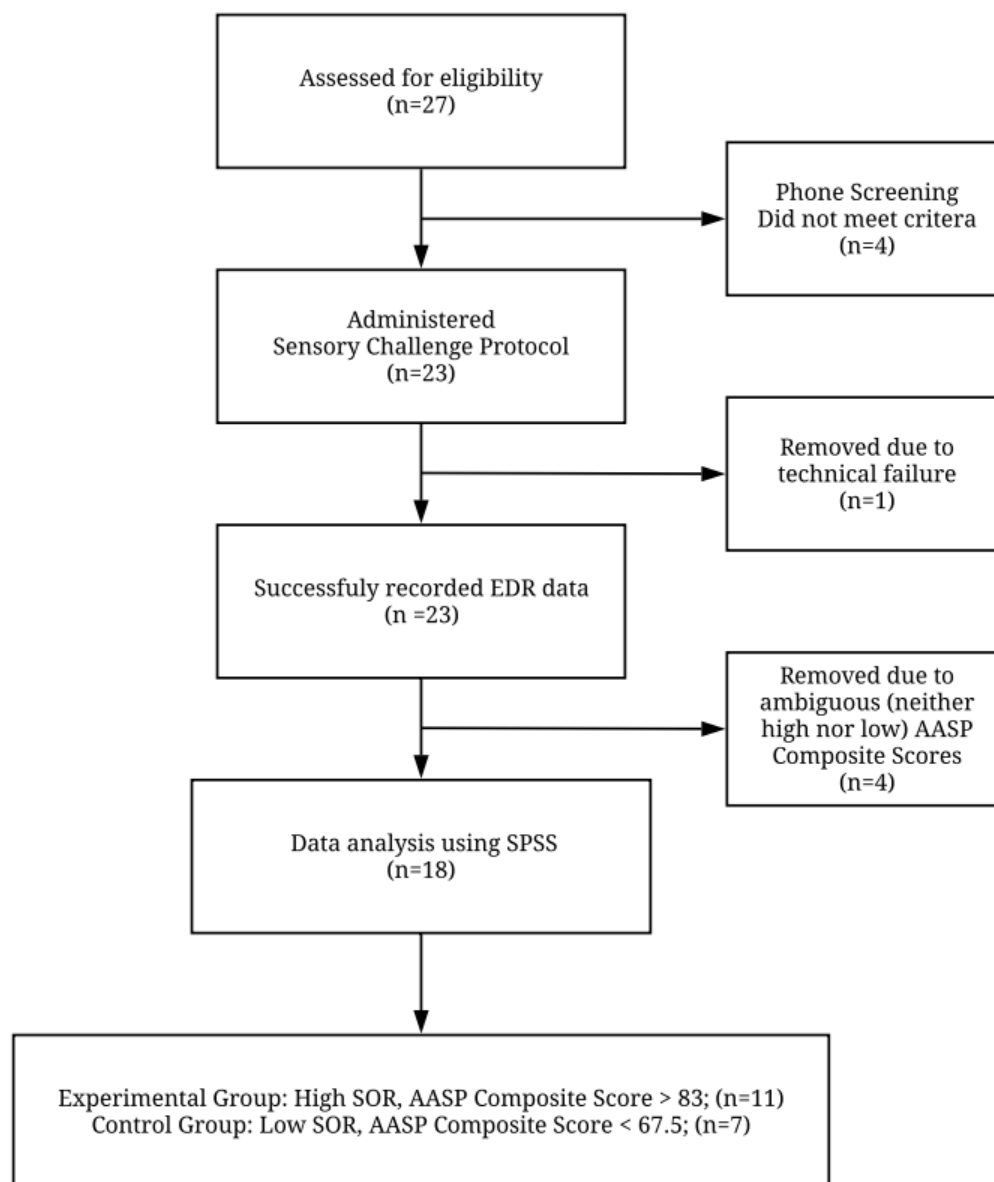 Assessed for eligibility
(n=27)
Phone Screening
Did not meet critera
(n=4)
Administered
Sensory Challenge Protocol
(n=23)
Removed due to
technical failure
(n=1)
Successfuly recorded EDR data
(n =23)
Removed due to
ambiguous (neither
high nor low) AASP
Composite Scores
(n=4)
Data analysis using SPSS
(n=18)
Experimental Group: High SOR, AASP Composite Score > 83; (n=11)
Control Group: Low SOR, AASP Composite Score < 67.5; (n=7)